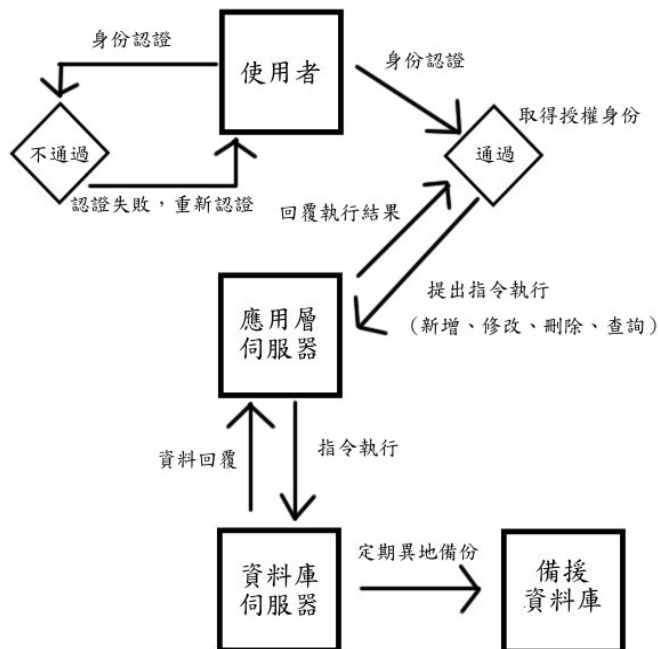 身份認證
使用者
身份認證
取得授權身份
不通過
通過
認證失敗，重新認證
回覆執行結果
提出指令執行
（新增、修改、刪除、查詢）
應用層
伺服器
資料回覆
指令執行
資料庫
伺服器
定期異地備份
備援
資料庫